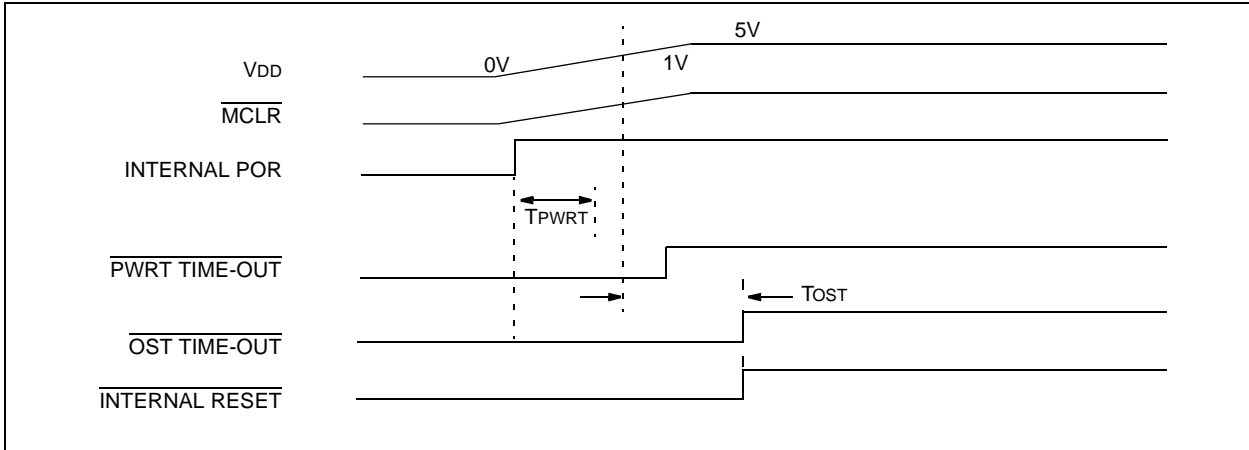 5V
VDD 0V 1V
MCLR
INTERNAL POR
TPWRT
PWRT TIME-OUT
TOST
OST TIME-OUT
INTERNAL RESET